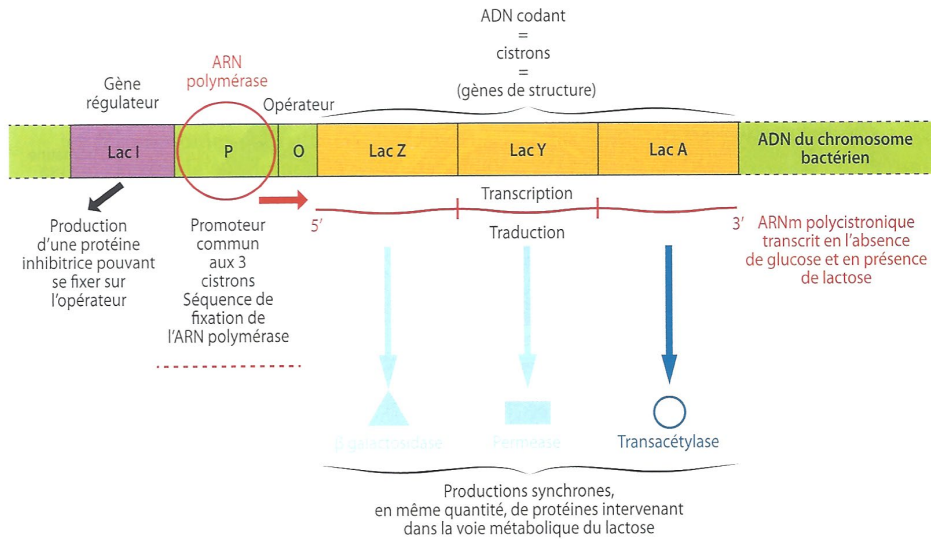 ADN codant
=
cistrons
=
(gènes de structure)
ARN
polymérase
Gène
régulateur
Opérateur
Lac I
P
O
Lac Z
Lac Y
Lac A
ADN du chromosome
bactérien
Transcription
5′
3′
Traduction
ARNm polycistronique
transcrit en l’absence
de glucose et en présence
de lactose
Production
d’une protéine
inhibitrice pouvant
se fixer sur
l’opérateur
Promoteur
commun
aux 3
cistrons
Séquence de
fixation de
l’ARN polymérase
β galactosidase
Permease
Transacétylase
Productions synchrones,
en même quantité, de protéines intervenant
dans la voie métabolique du lactose